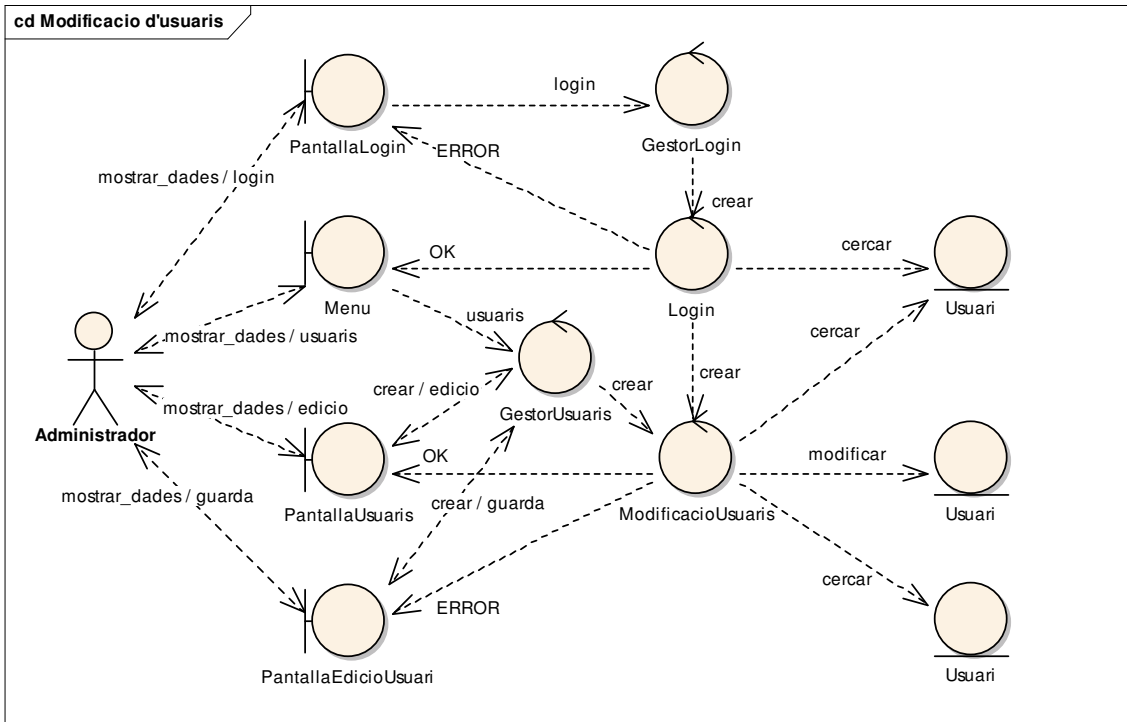 cd Modificacio d'usuaris
login
PantallaLogin
GestorLogin
ERROR
mostrar_dades / login
crear
OK
cercar
Menu
Login
Usuari
usuaris
mostrar_dades / usuaris
cercar
crear
crear / edicio
crear
mostrar_dades / edicio
GestorUsuaris
Administrador
OK
modificar
mostrar_dades / guarda
crear / guarda
PantallaUsuaris
ModificacioUsuaris
Usuari
cercar
ERROR
PantallaEdicioUsuari
Usuari